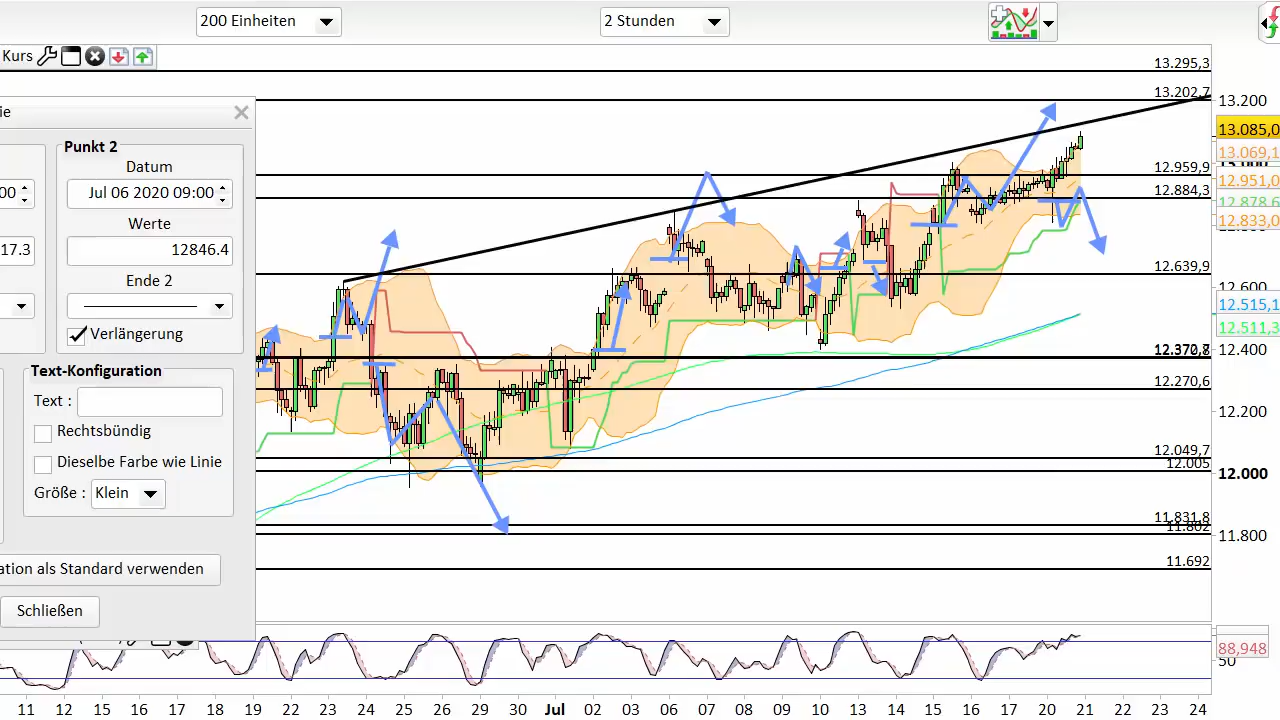 200 Einheiten
2 Stunden
Kurs
ie
Punkt 2
Datum
00
Jul 06 2020 09:00
Werte
17.3
12846.4
Ende 2
Verlängerung
Text-Konfiguration
Text :
Rechtsbündig
Dieselbe Farbe wie Linie
Größe :
Klein
ation als Standard verwenden
Schließen
13.295,3
13.202,7
12.959,9
12.884,3
12.639,9
12.270,6
12.049,7
12.005
11.831,8
11.802
11.692
13.200
13.085,0
13.069,1
12.951,0
12.878,6
12.833,0
12.600
12.515,1
12.511,3
12.400
12.200
12.000
11.800
88,948
50
11 12 15 16 17 18 19 22 23 24 25 26 29 30 Jul 02 03 06 07 08 09 10 13 14 15 16 17 20 21 22 23 24